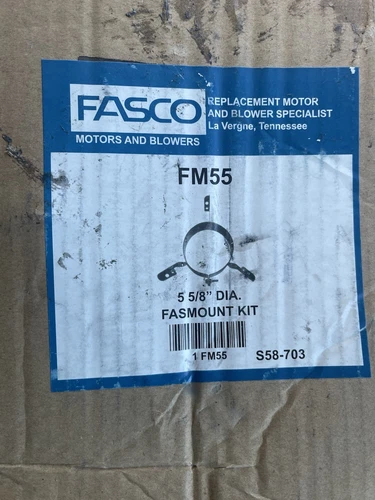 FASCO
MOTORS AND BLOWERS
REPLACEMENT MOTOR
AND BLOWER SPECIALIST
La Vergne, Tennessee
FM55
5 5/8" DIA.
FASMOUNT KIT
1 FM55
S58-703